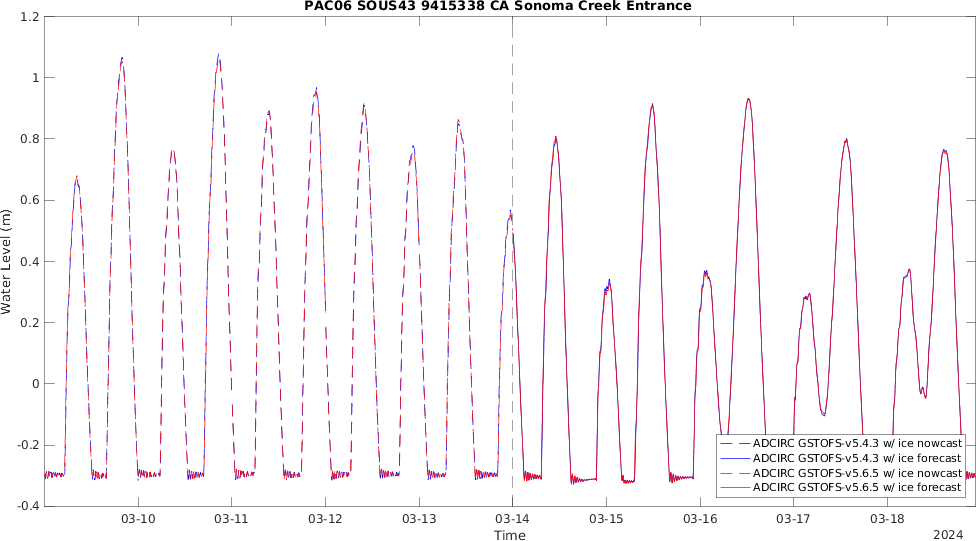 PAC06 SOUS43 9415338 CA Sonoma Creek Entrance
1.2
1
0.8
0.6
0.4
0.2
0
-0.2
-0.4
Water Level (m)
ADCIRC GSTOFS-v5.4.3 w/ ice nowcast
ADCIRC GSTOFS-v5.4.3 w/ ice forecast
ADCIRC GSTOFS-v5.6.5 w/ ice nowcast
ADCIRC GSTOFS-v5.6.5 w/ ice forecast
03-10 03-11 03-12 03-13 03-14 03-15 03-16 03-17 03-18
Time
2024